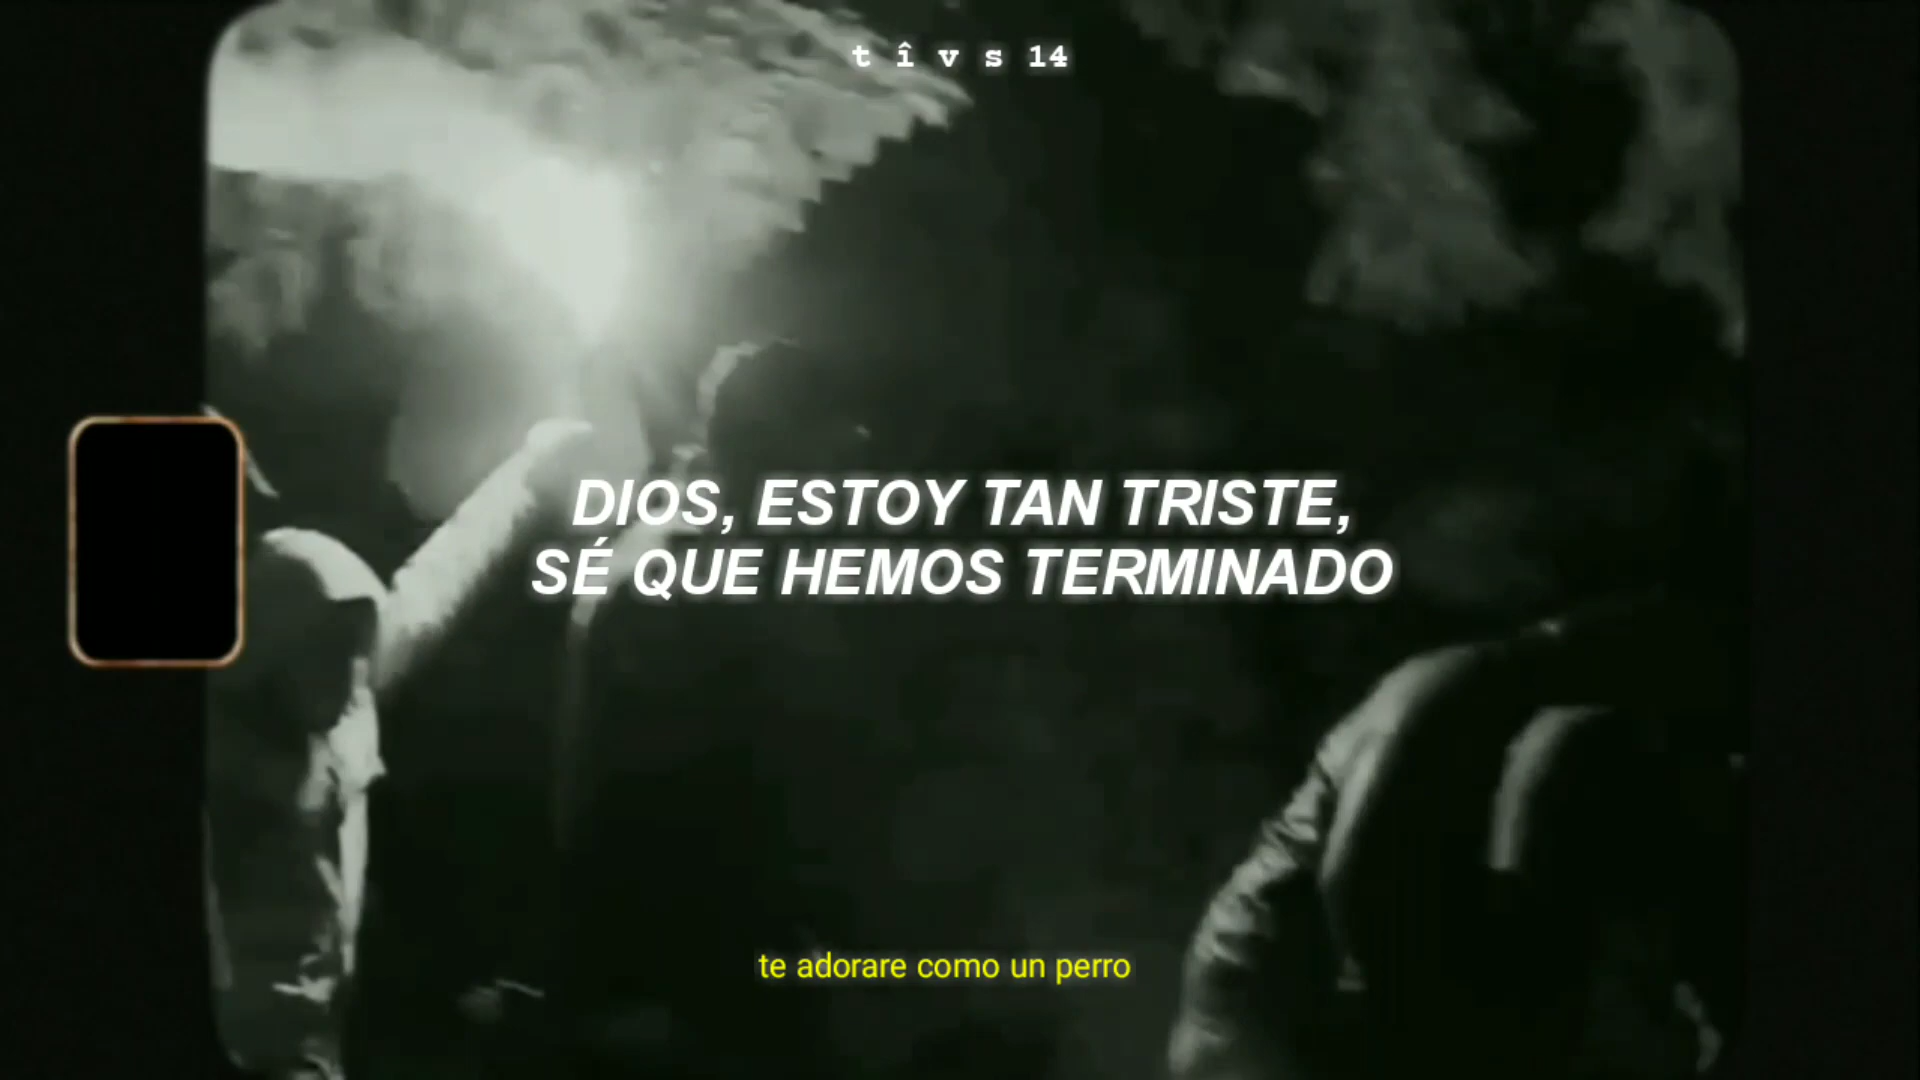 t î v s 14
DIOS, ESTOY TAN TRISTE,
SÉ QUE HEMOS TERMINADO
te adorare como un perro